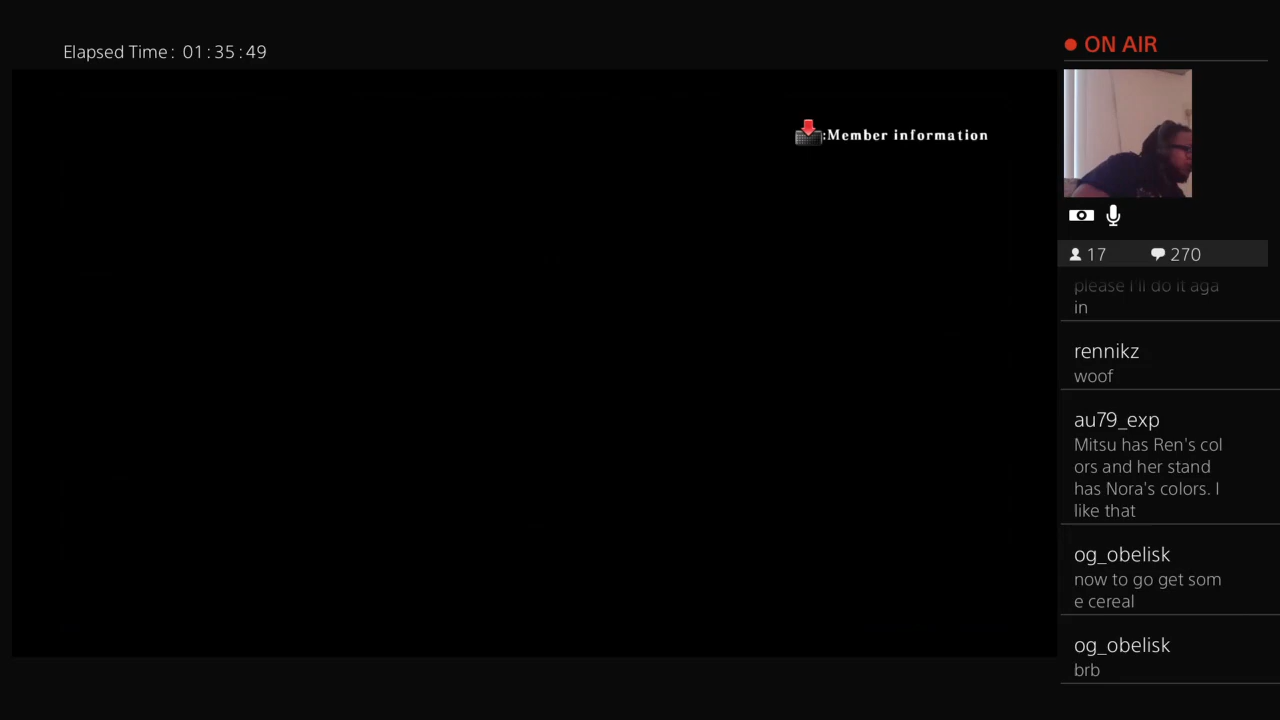 Elapsed Time: 01:35:49
ON AIR
:Member information
17 270
please I'll do it aga
in
rennikz
woof
au79_exp
Mitsu has Ren's col
ors and her stand
has Nora's colors. I
like that
og_obelisk
now to go get som
e cereal
og_obelisk
brb